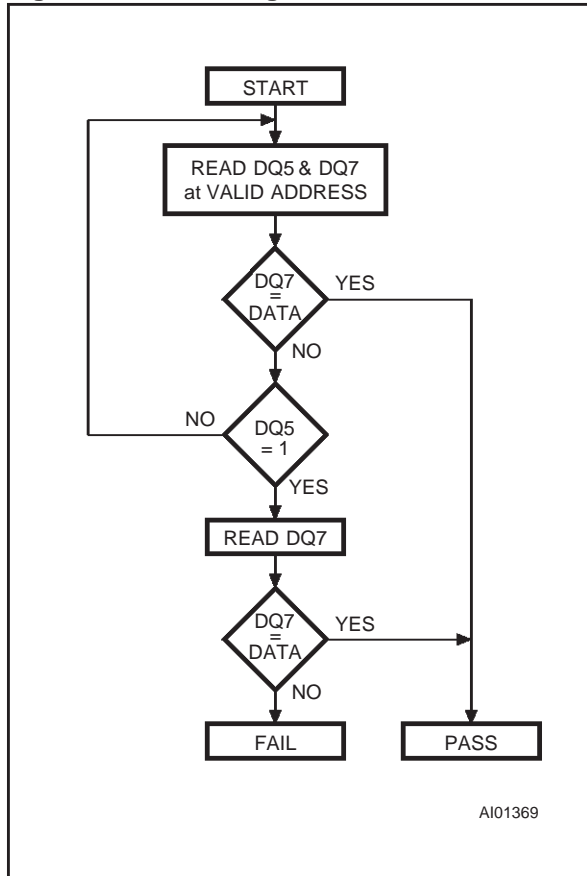 START
READ DQ5 & DQ7
at VALID ADDRESS
DQ7
=
DATA
YES
NO
NO
DQ5
= 1
YES
READ DQ7
DQ7
=
DATA
YES
NO
FAIL
PASS
AI01369